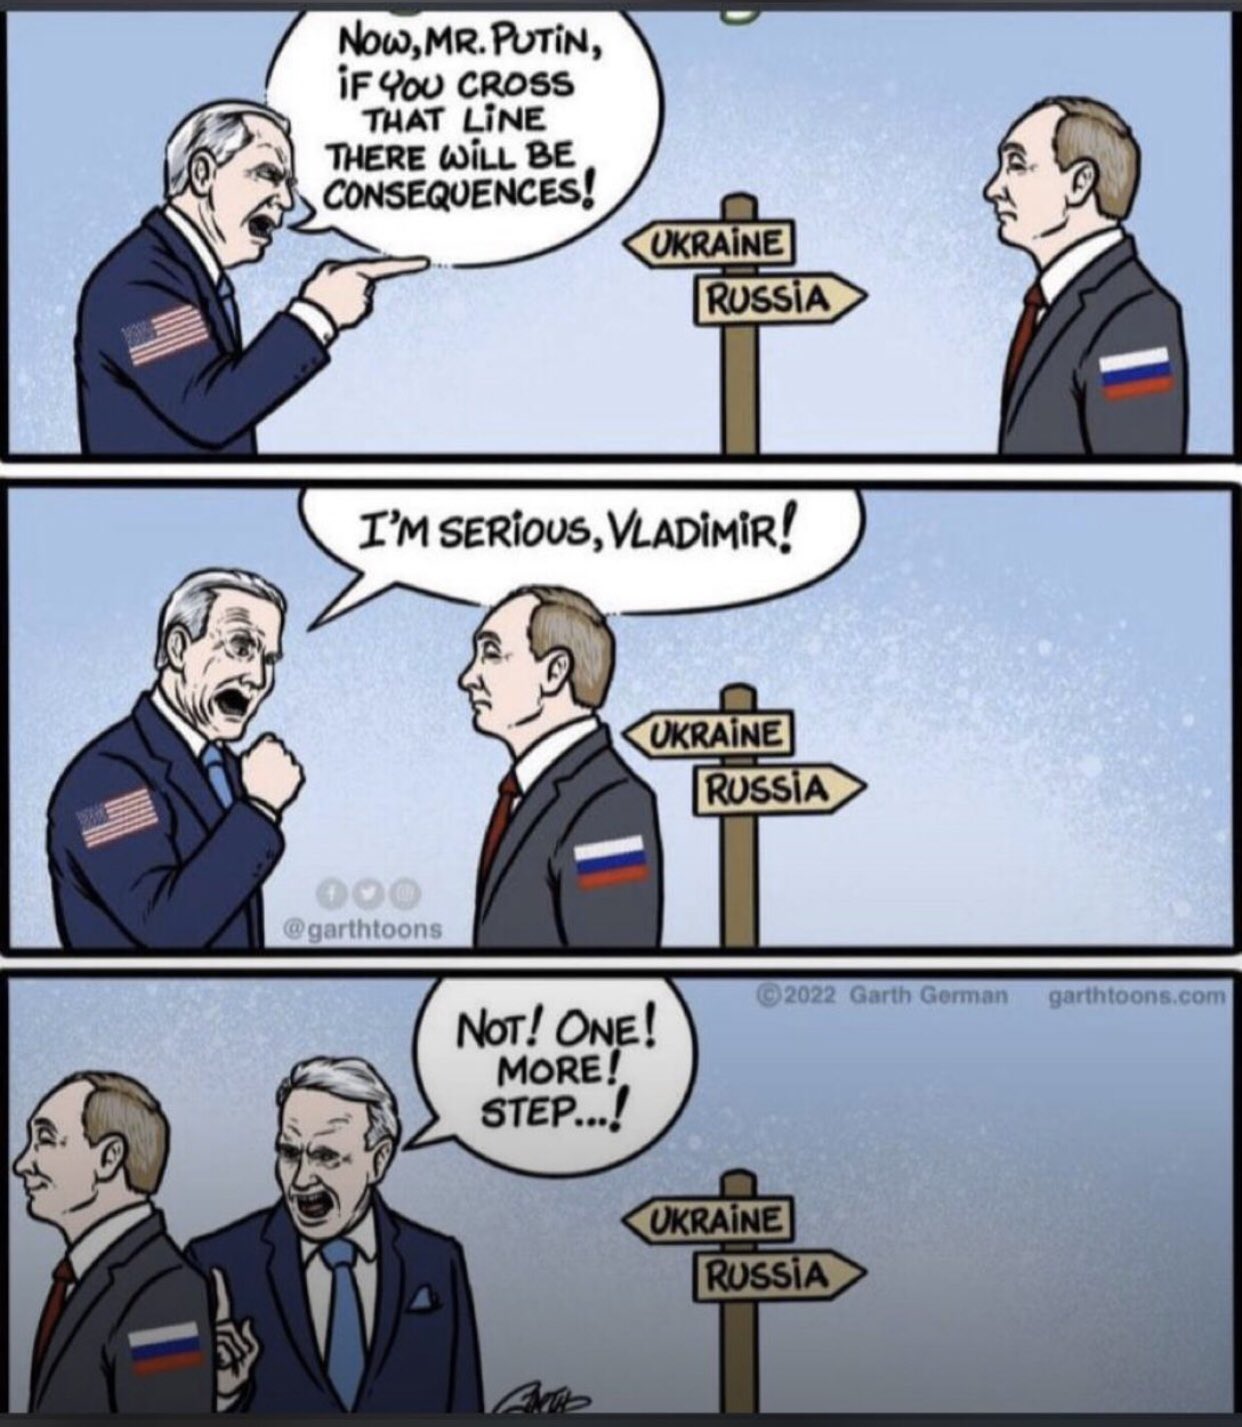 NOW, MR. PUTIN,
IF YOU CROSS
THAT LINE
THERE WILL BE
CONSEQUENCES!
UKRAINE
RUSSIA
I'M SERIOUS, VLADIMIR!
UKRAINE
RUSSIA
@garthtoons
©2022 Garth German garthtoons.com
NOT! ONE!
MORE!
STEP...!
UKRAINE
RUSSIA
GARTH